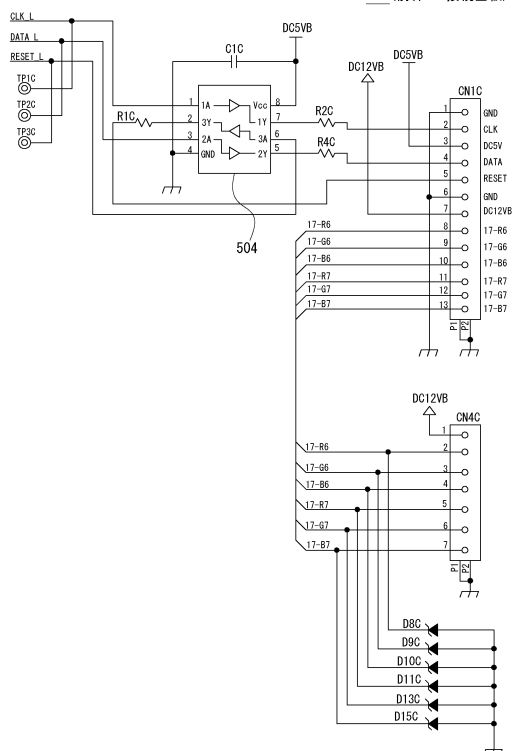 CLK_L
DATA_L
RESET_L
TP1C
TP2C
TP3C
C1C
DC5VB
R1C
1 1A Vcc 8
2 3Y 1Y 7
3 2A 3A 6
4 GND 2Y 5
R2C
R4C
504
DC12VB
DC5VB
CN1C
1 GND
2 CLK
3 DC5V
4 DATA
5 RESET
6 GND
7 DC12VB
17-R6 8 17-R6
17-G6 9 17-G6
17-B6 10 17-B6
17-R7 11 17-R7
17-G7 12 17-G7
17-B7 13 17-B7
P1 P2
DC12VB
CN4C
1
17-R6 2
17-G6 3
17-B6 4
17-R7 5
17-G7 6
17-B7 7
P1 P2
D8C
D9C
D10C
D11C
D13C
D15C